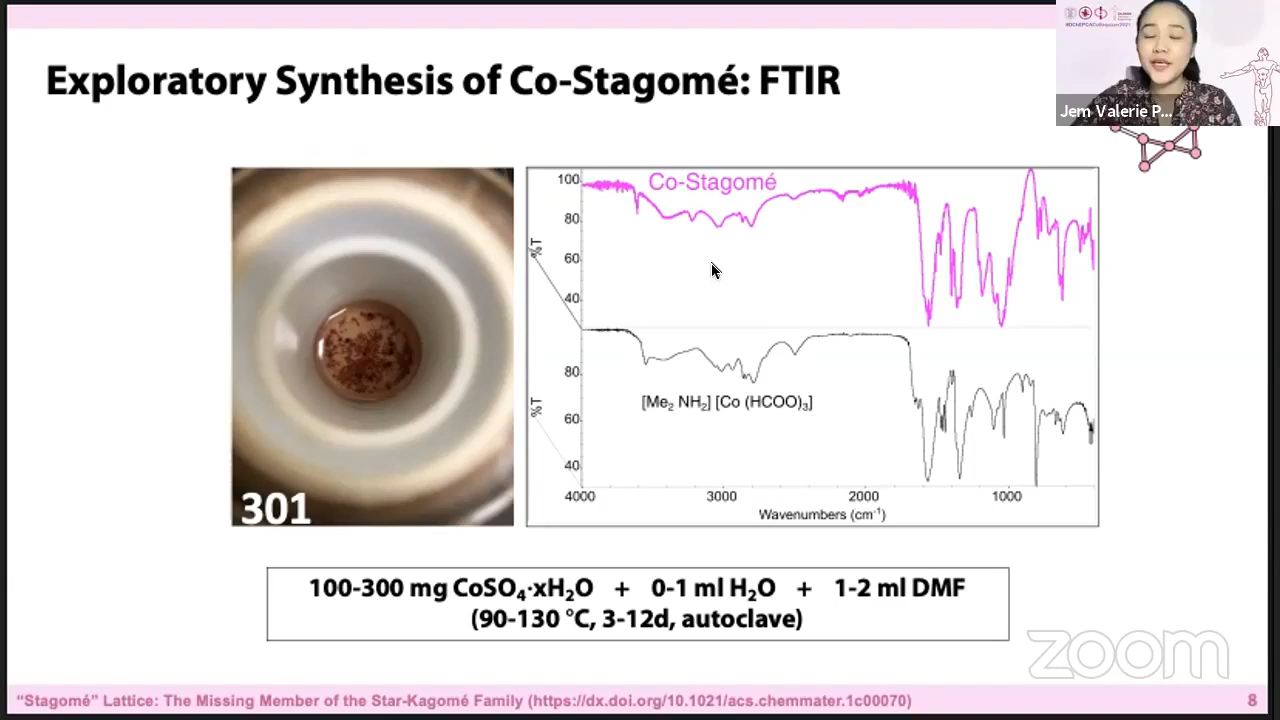 Exploratory Synthesis of Co-Stagomé: FTIR
Jem Valerie P...
301
Co-Stagomé
%T
100
80
60
40
[Me₂ NH₂] [Co (HCOO)₃]
%T
80
60
40
4000 3000 2000 1000
Wavenumbers (cm⁻¹)
100-300 mg CoSO₄·xH₂O + 0-1 ml H₂O + 1-2 ml DMF
(90-130 °C, 3-12d, autoclave)
zoom
“Stagomé” Lattice: The Missing Member of the Star-Kagomé Family (https://dx.doi.org/10.1021/acs.chemmater.1c00070) 8